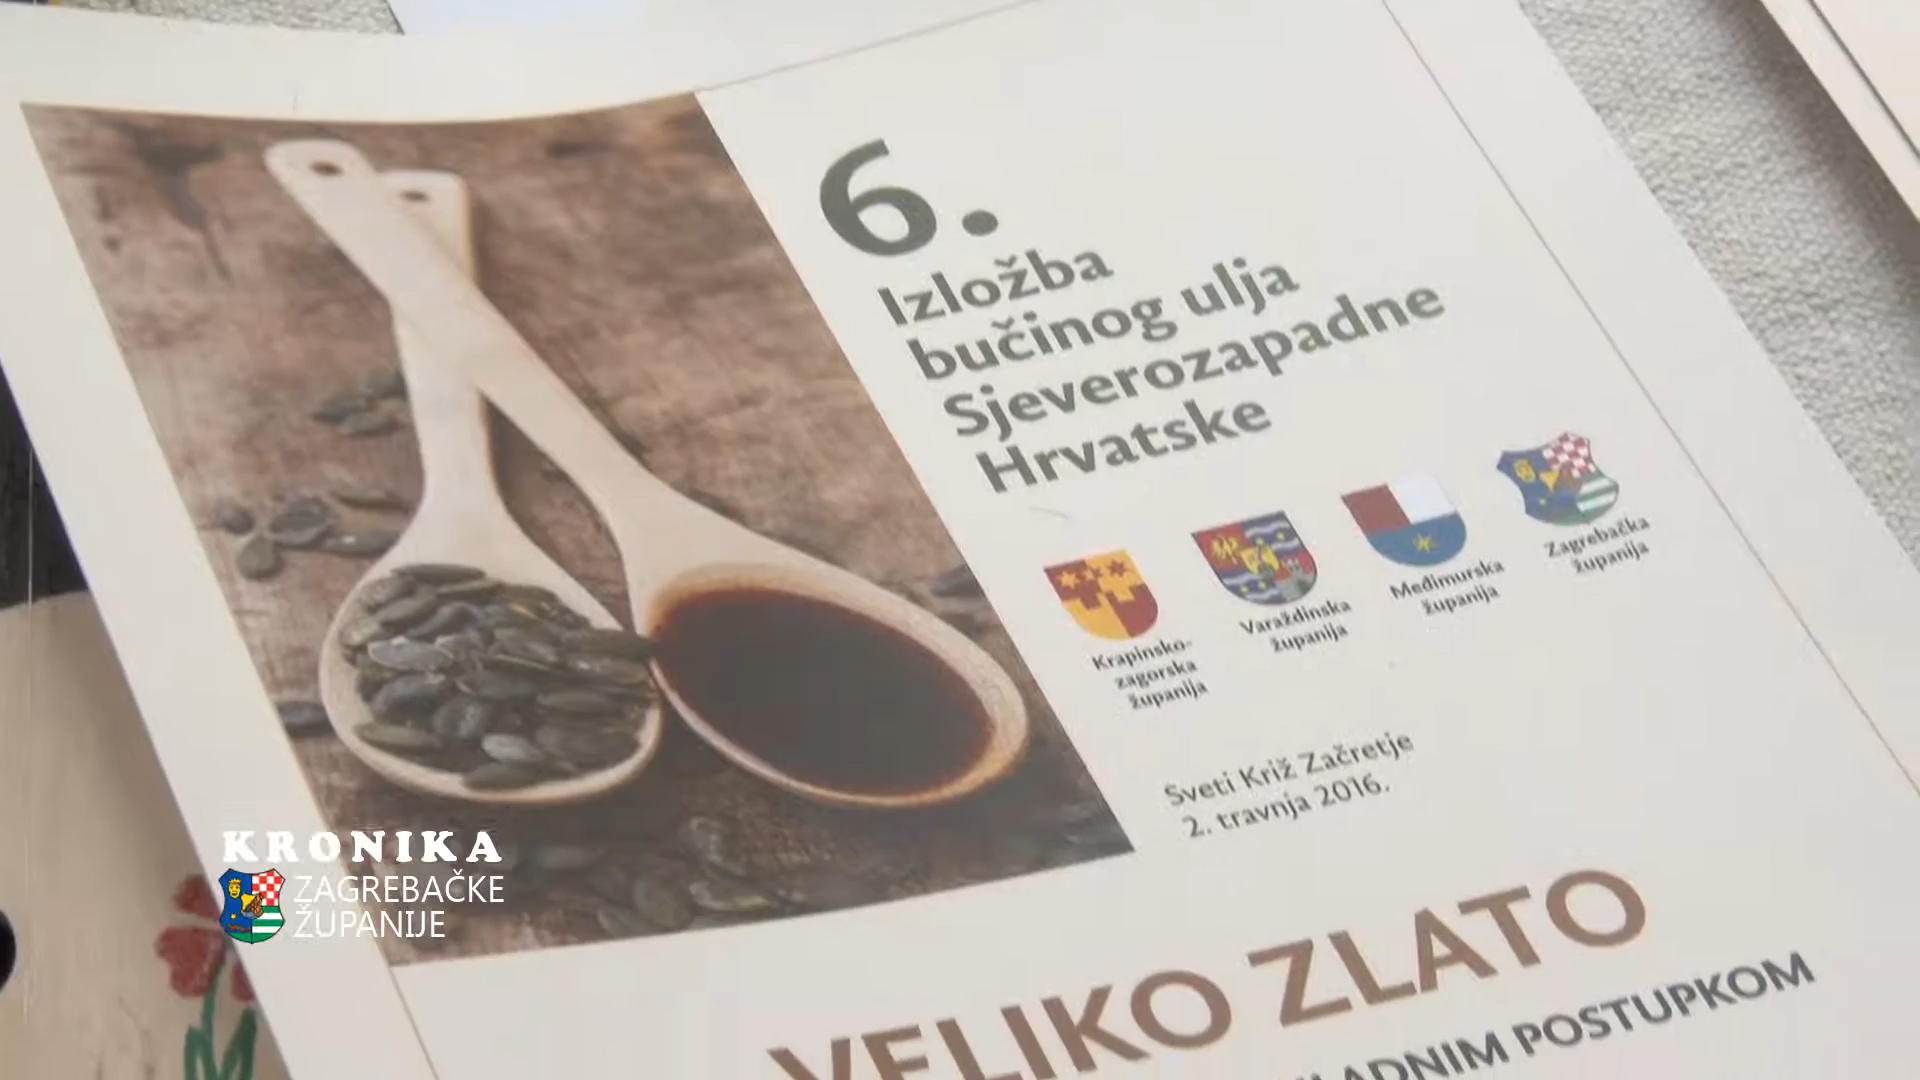 6.
Izložba
bučinog ulja
Sjeverozapadne
Hrvatske
Krapinsko-
zagorska
županija
Varaždinska
županija
Međimurska
županija
Zagrebačka
županija
Sveti Križ Začretje
2. travnja 2016.
VELIKO ZLATO
POSTUPKOM
KRONIKA
ZAGREBAČKE
ŽUPANIJE